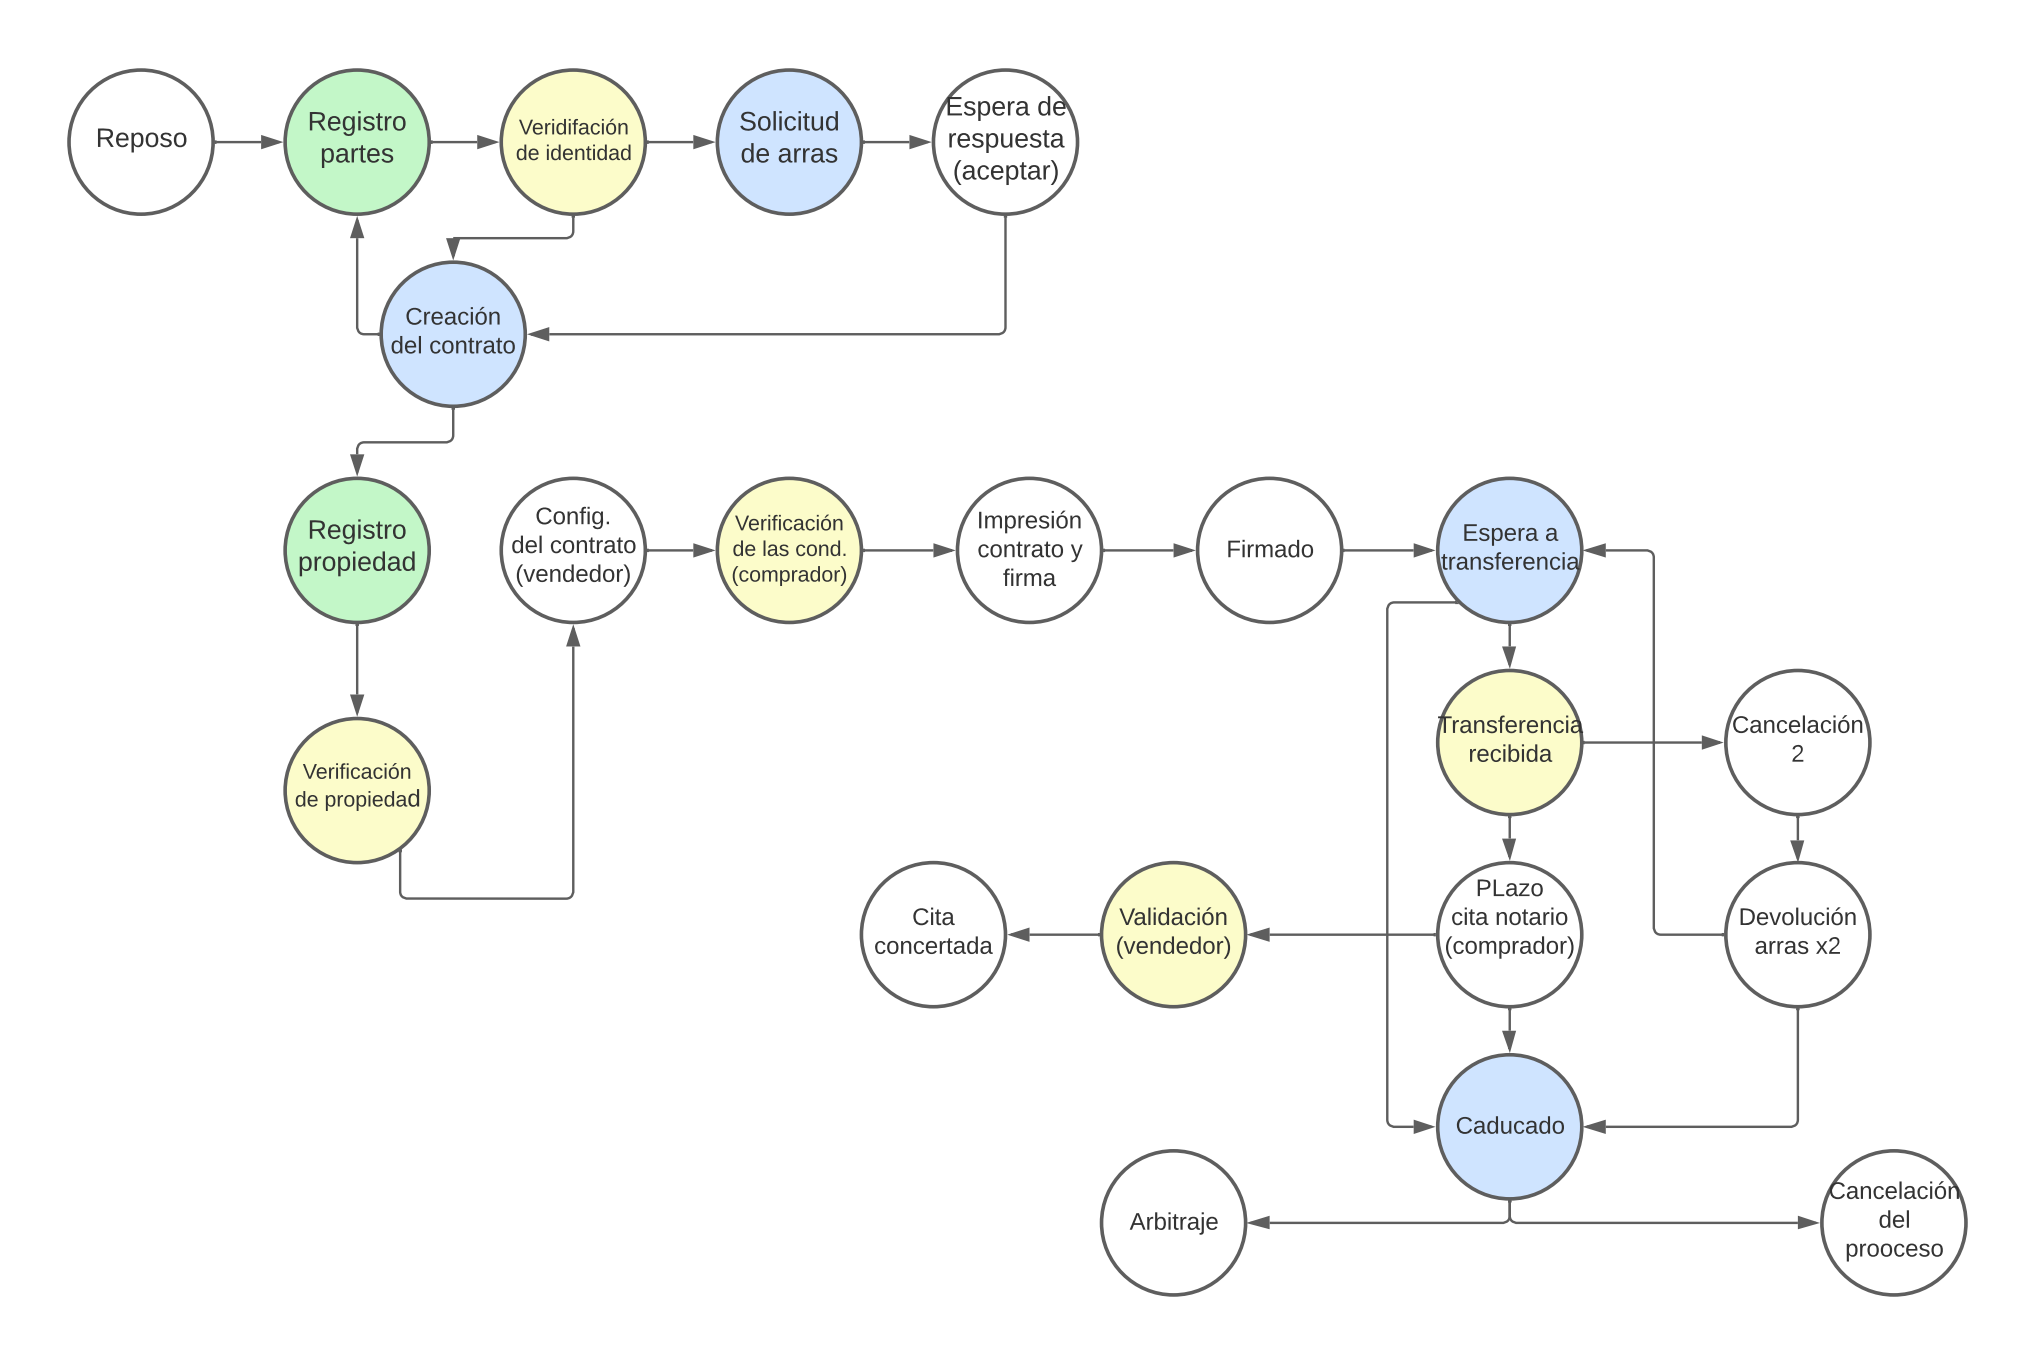 Reposo
Registro
partes
Veridifación
de identidad
Solicitud
de arras
Espera de
respuesta
(aceptar)
Creación
del contrato
Registro
propiedad
Config.
del contrato
(vendedor)
Verificación
de las cond.
(comprador)
Impresión
contrato y
firma
Firmado
Espera a
transferencia
Verificación
de propiedad
Transferencia
recibida
Cancelación
2
Cita
concertada
Validación
(vendedor)
PLazo
cita notario
(comprador)
Devolución
arras x2
Caducado
Arbitraje
Cancelación
del
prooceso